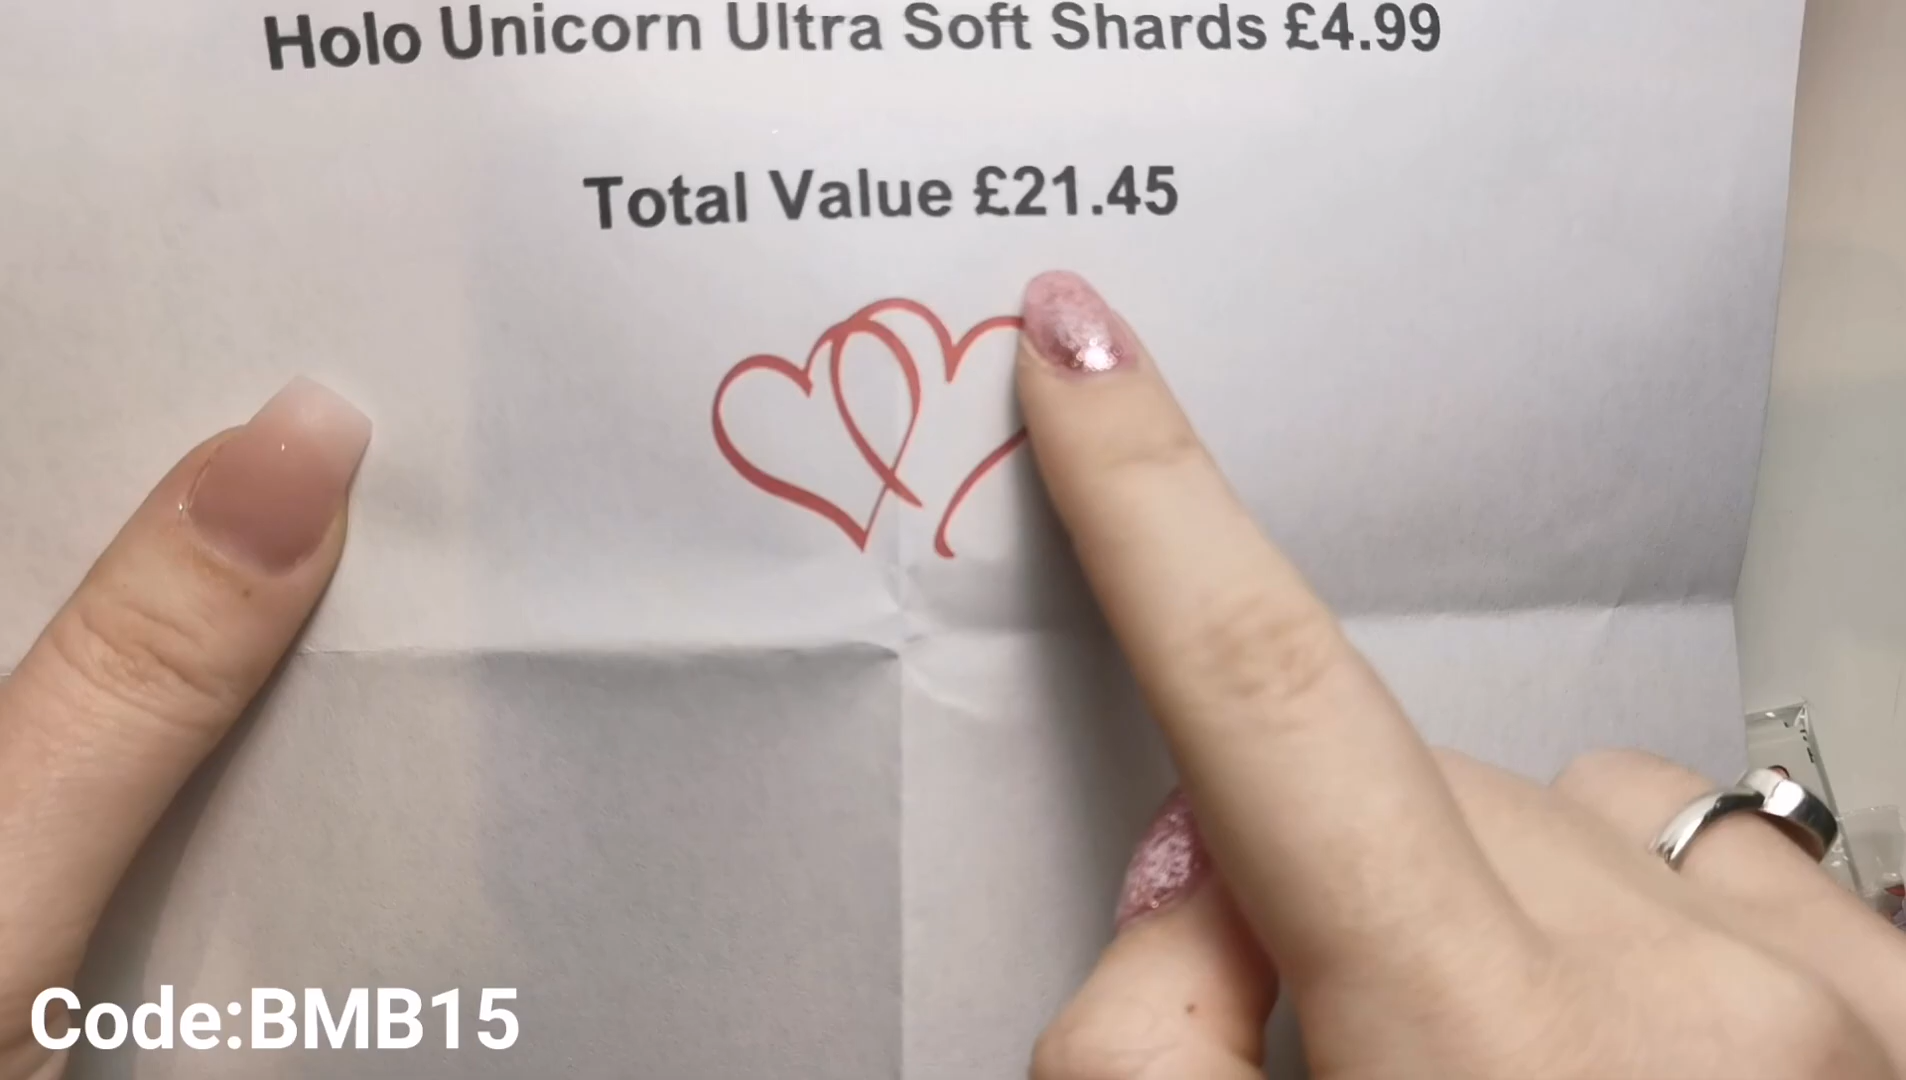 Holo Unicorn Ultra Soft Shards £4.99
Total Value £21.45
Code:BMB15